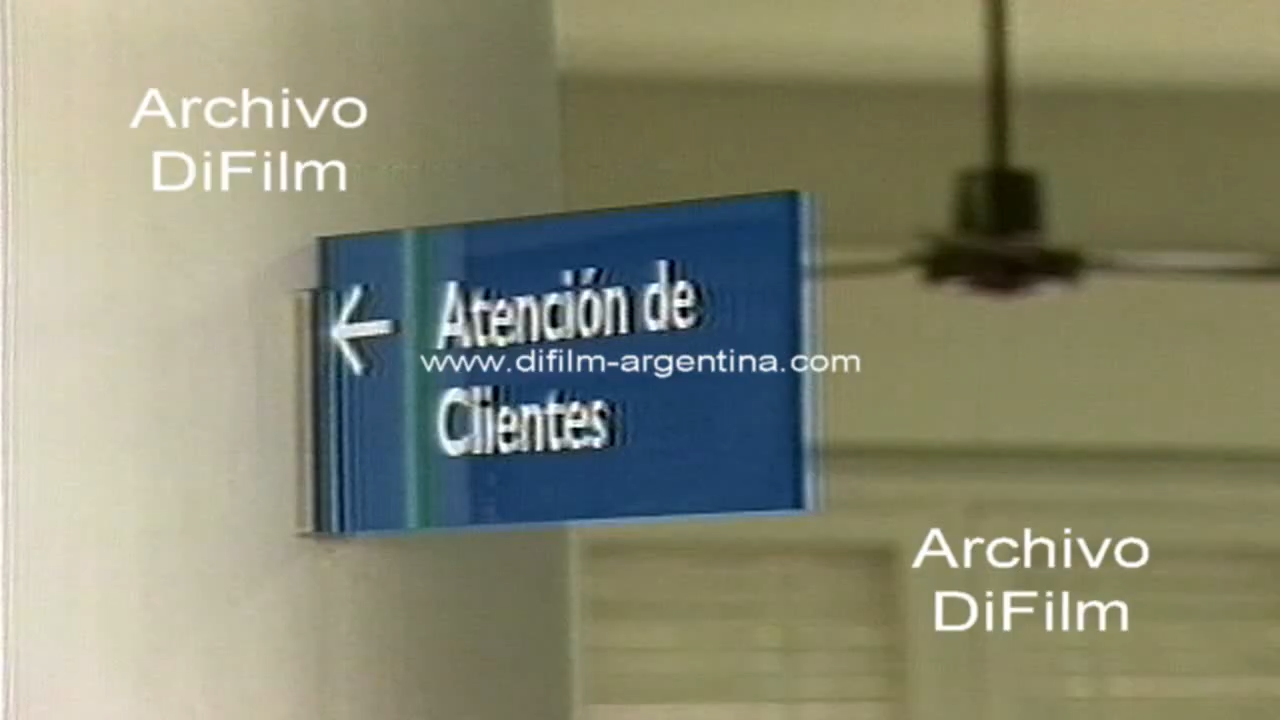 Archivo
DiFilm
← Atención de
www.difilm-argentina.com
Clientes
Archivo
DiFilm